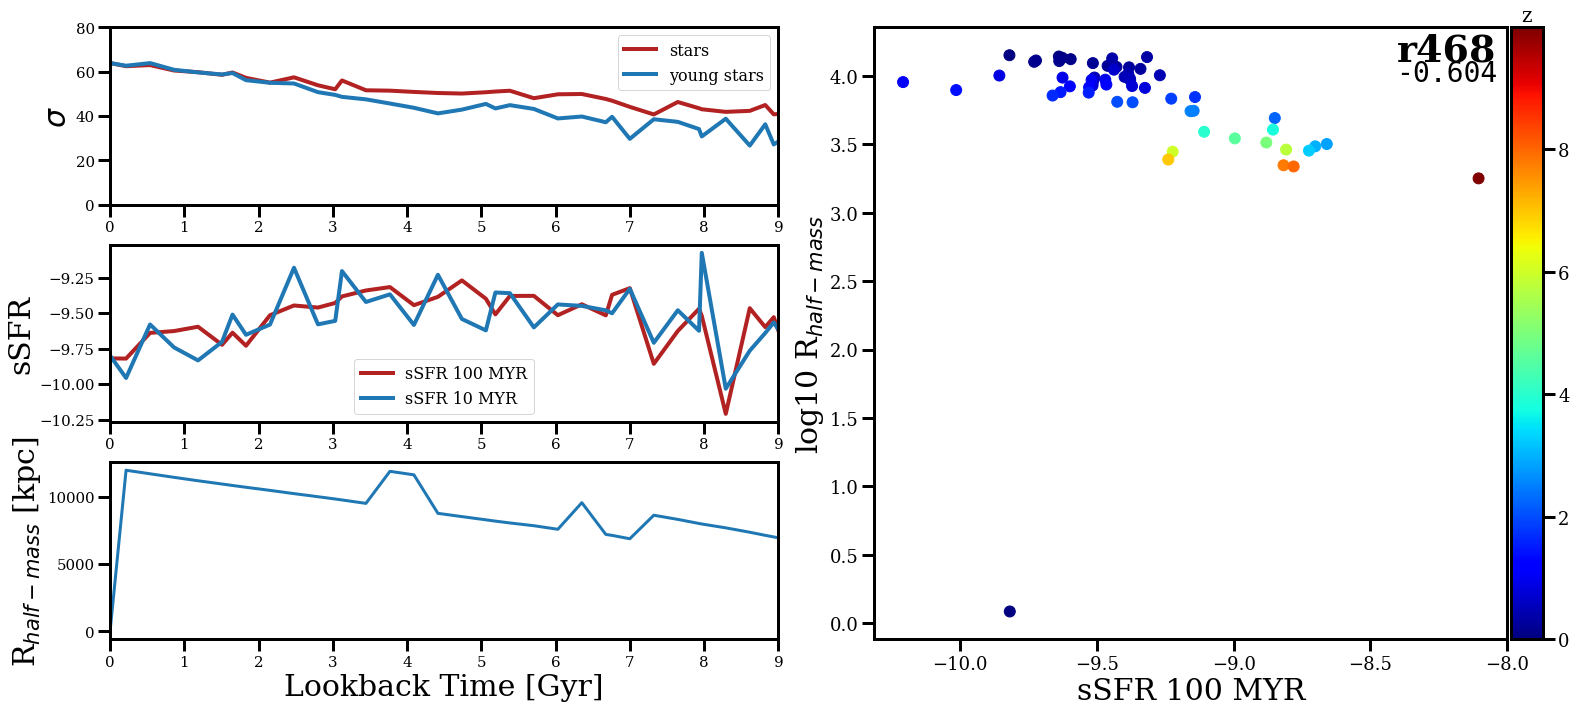 80
60
40
20
0
σ
stars
young stars
0 1 2 3 4 5 6 7 8 9
−9.25
−9.50
−9.75
−10.00
−10.25
sSFR
sSFR 100 MYR
sSFR 10 MYR
0 1 2 3 4 5 6 7 8 9
10000
5000
0
R_{half−mass} [kpc]
0 1 2 3 4 5 6 7 8 9
Lookback Time [Gyr]
r468
-0.604
4.0
3.5
3.0
2.5
2.0
1.5
1.0
0.5
0.0
log10 R_{half−mass}
−10.0 −9.5 −9.0 −8.5 −8.0
sSFR 100 MYR
z
8
6
4
2
0